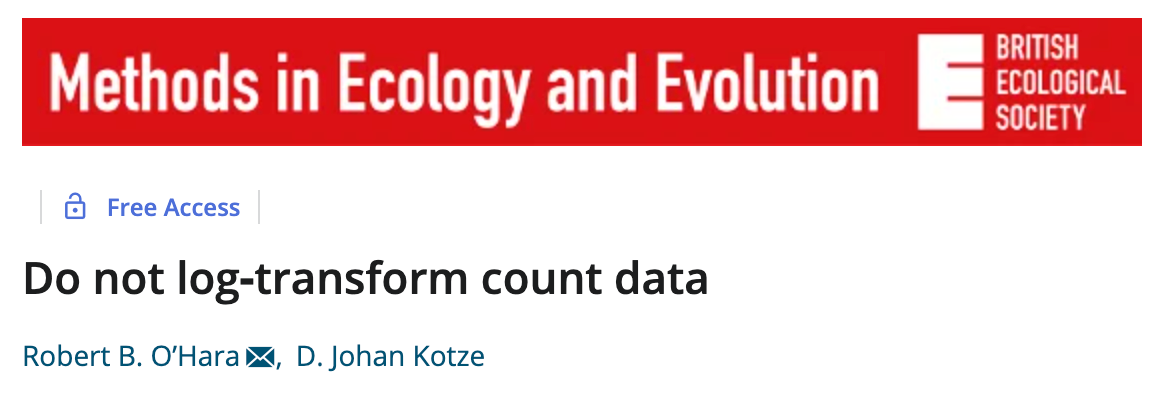 Methods in Ecology and Evolution
BRITISH
ECOLOGICAL
SOCIETY
Free Access
Do not log-transform count data
Robert B. O’Hara, D. Johan Kotze